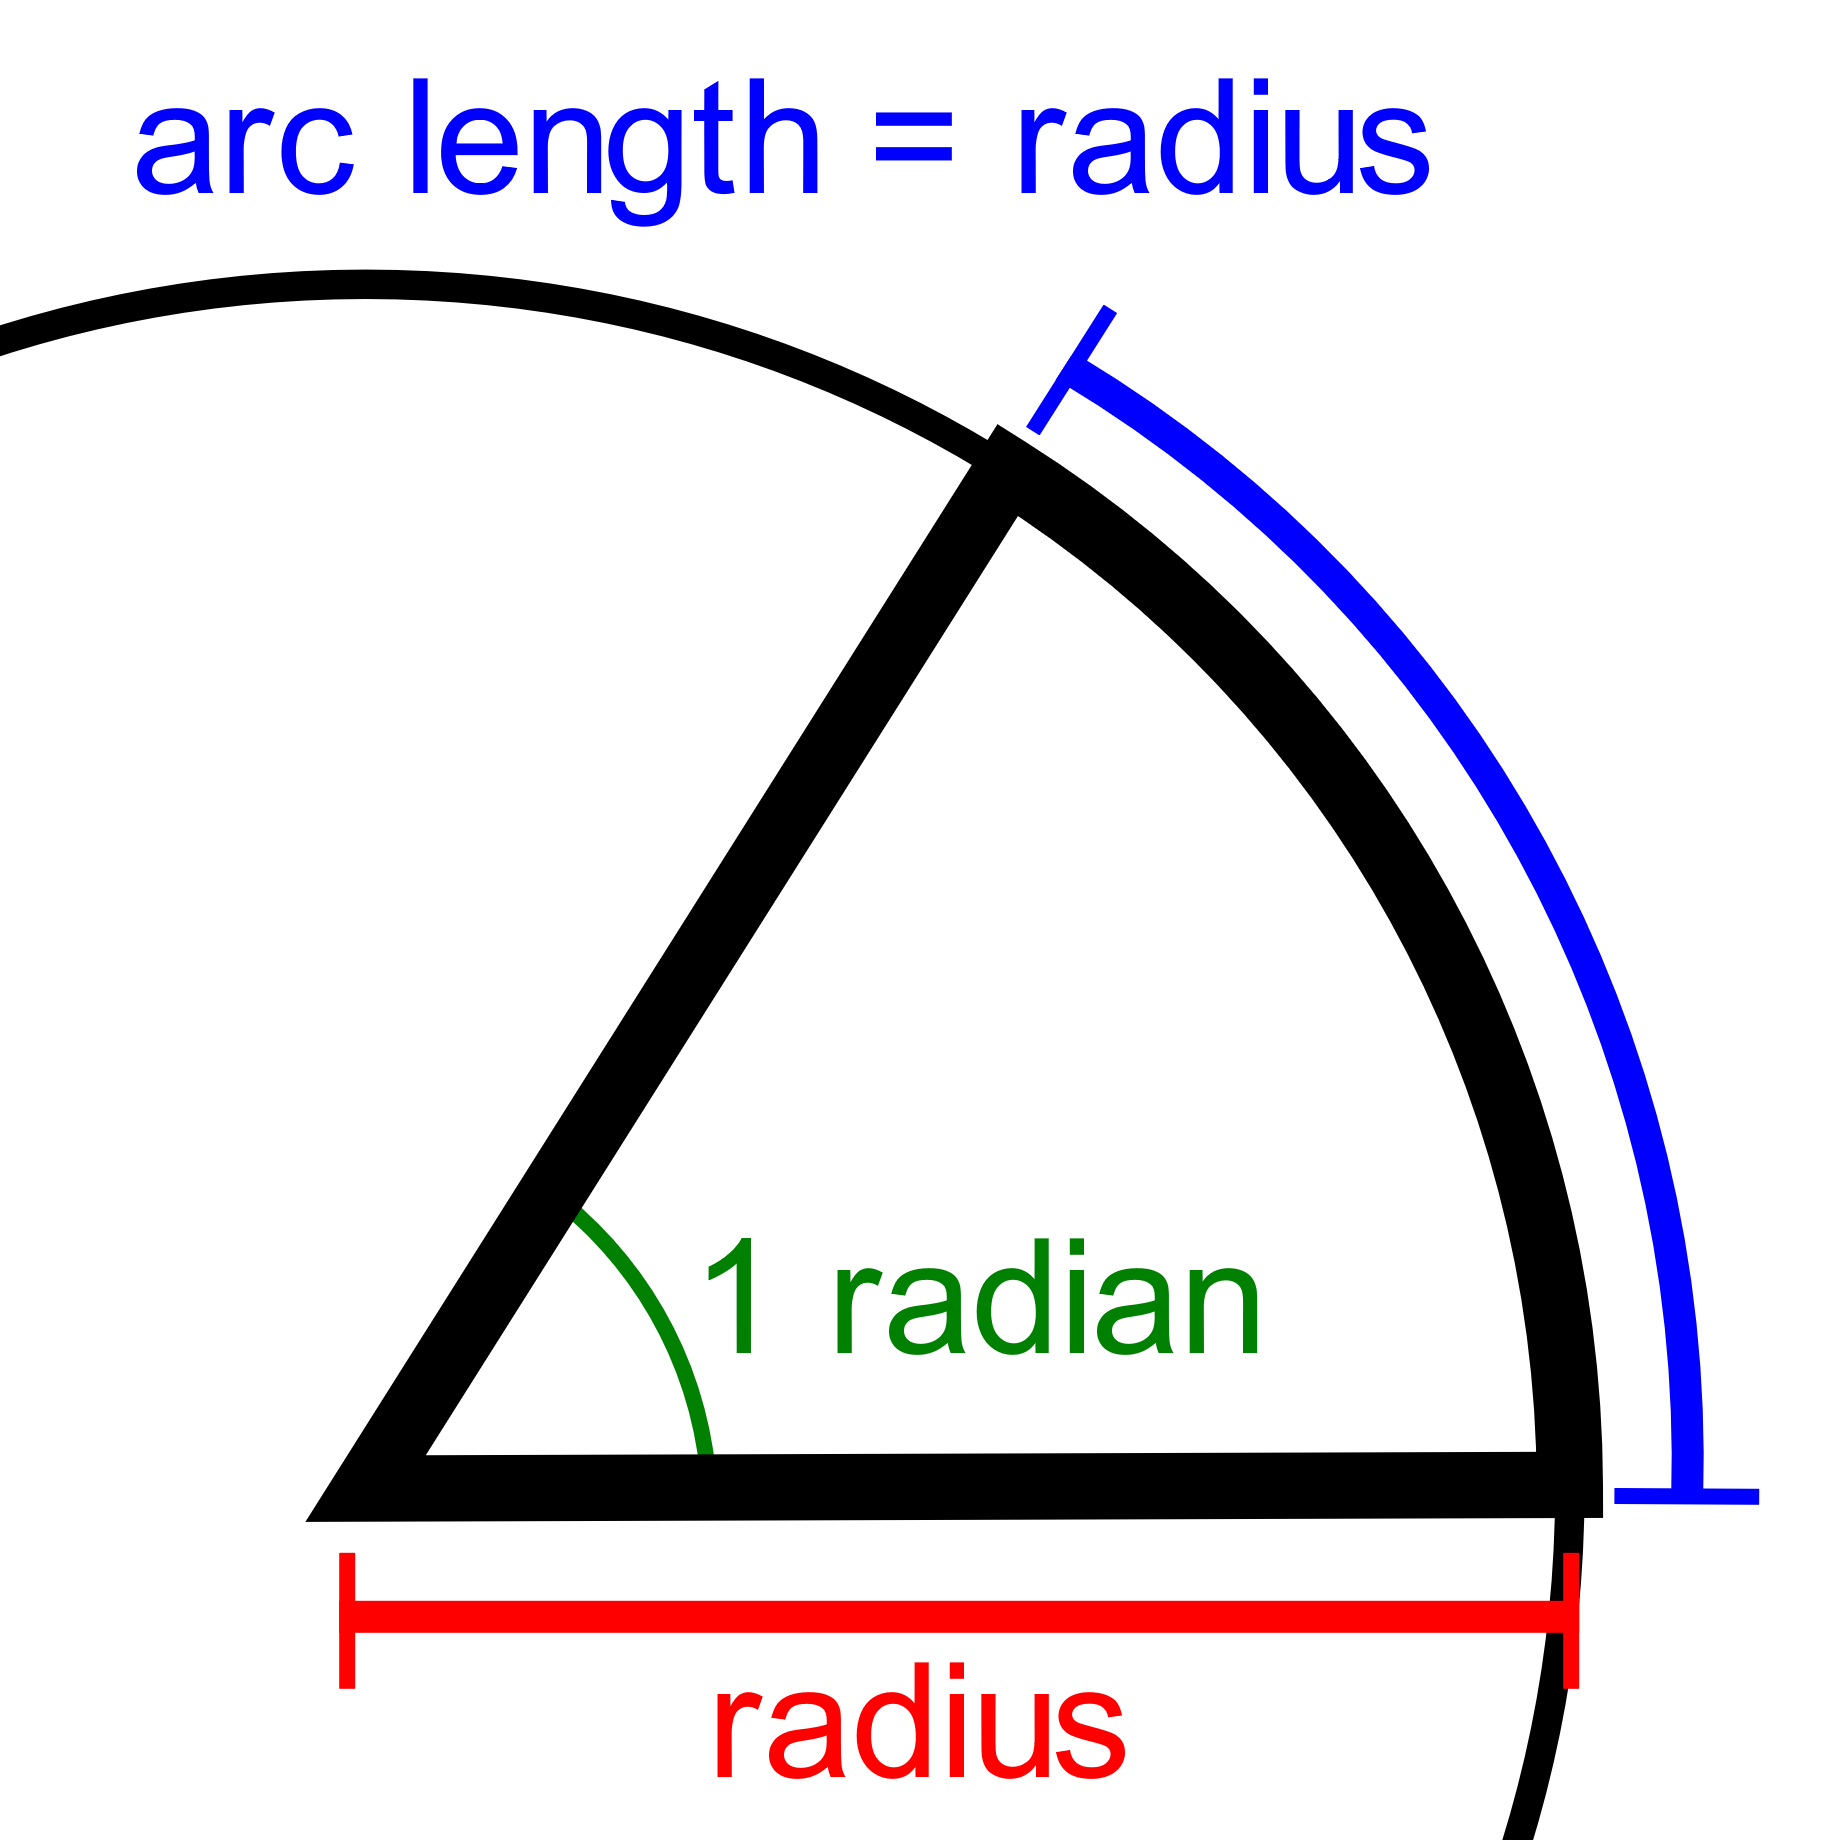 arc length = radius
1 radian
radius